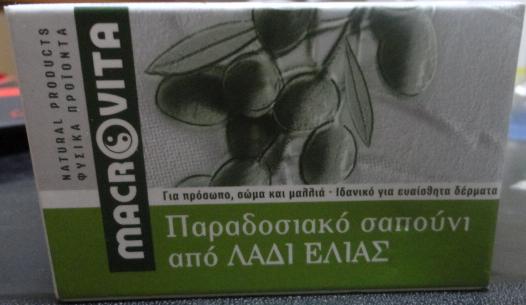 NATURAL PRODUCTS
ΦΥΣΙΚΑ ΠΡΟΪΟΝΤΑ
MACROVITA
Για πρόσωπο, σώμα και μαλλιά · Ιδανικό για ευαίσθητα δέρματα
Παραδοσιακό σαπούνι
από ΛΑΔΙ ΕΛΙΑΣ